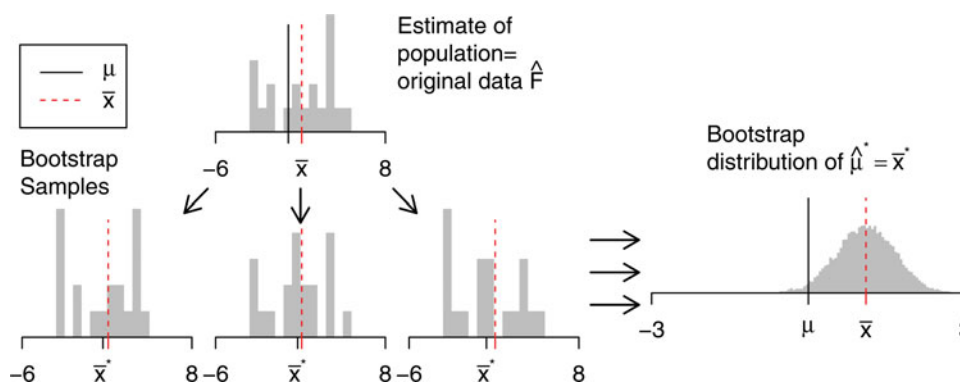 Estimate of
population=
original data F̂
μ
x̄
-6 x̄ 8
Bootstrap
Samples
Bootstrap
distribution of μ̂* = x̄*
-6 x̄* 8
-6 x̄* 8
-6 x̄* 8
-3 μ x̄